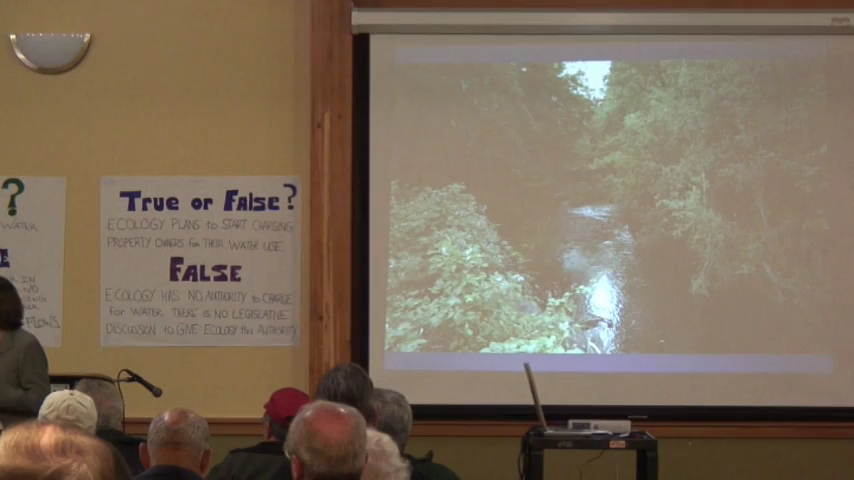 ?
WATER
True or False?
ECOLOGY PLANS to START CHARGING
PROPERTY OWNERS for THEIR WATER USE.
FALSE
ECOLOGY HAS NO AUTHORITY to CHARGE
for WATER. THERE IS NO LEGISLATIVE
DISCUSSION to GIVE ECOLOGY this AUTHORITY
FLOWS